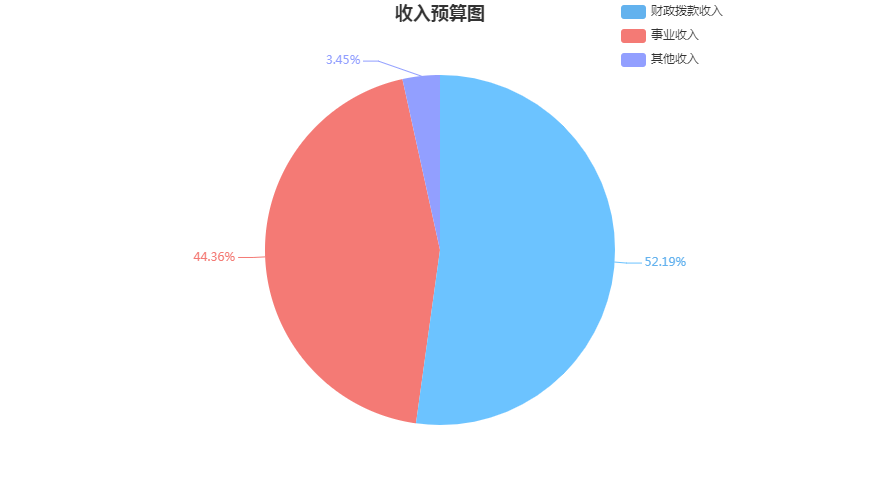 收入预算图
财政拨款收入
事业收入
其他收入
3.45%
44.36%
52.19%